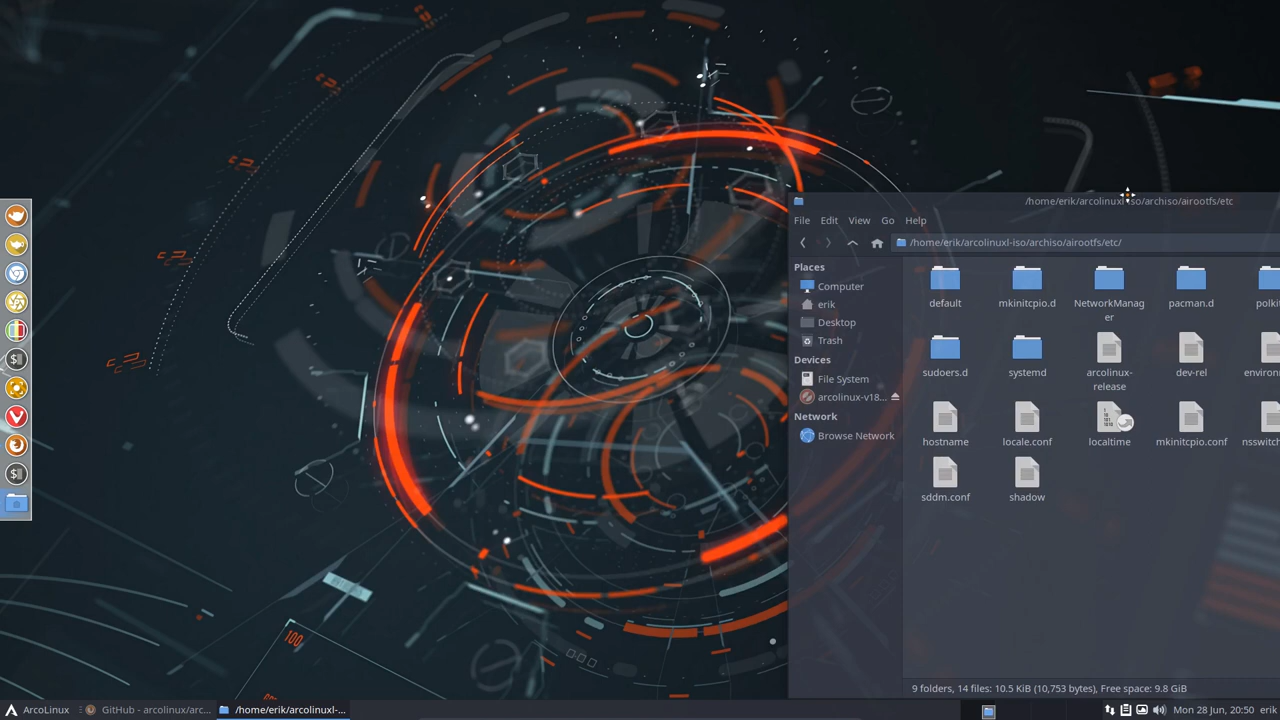 /home/erik/arcolinuxl-iso/archiso/airootfs/etc
File Edit View Go Help
/home/erik/arcolinuxl-iso/archiso/airootfs/etc/
Places
Computer
erik
Desktop
Trash
Devices
File System
arcolinux-v18...
Network
Browse Network
default
mkinitcpio.d
NetworkManag
er
pacman.d
polki
sudoers.d
systemd
arcolinux-
release
dev-rel
environ
hostname
locale.conf
localtime
mkinitcpio.conf
nsswitch
sddm.conf
shadow
9 folders, 14 files: 10.5 KiB (10,753 bytes), Free space: 9.8 GiB
100
ArcoLinux
GitHub - arcolinux/arc...
/home/erik/arcolinuxl-...
Mon 28 Jun, 20:50 erik